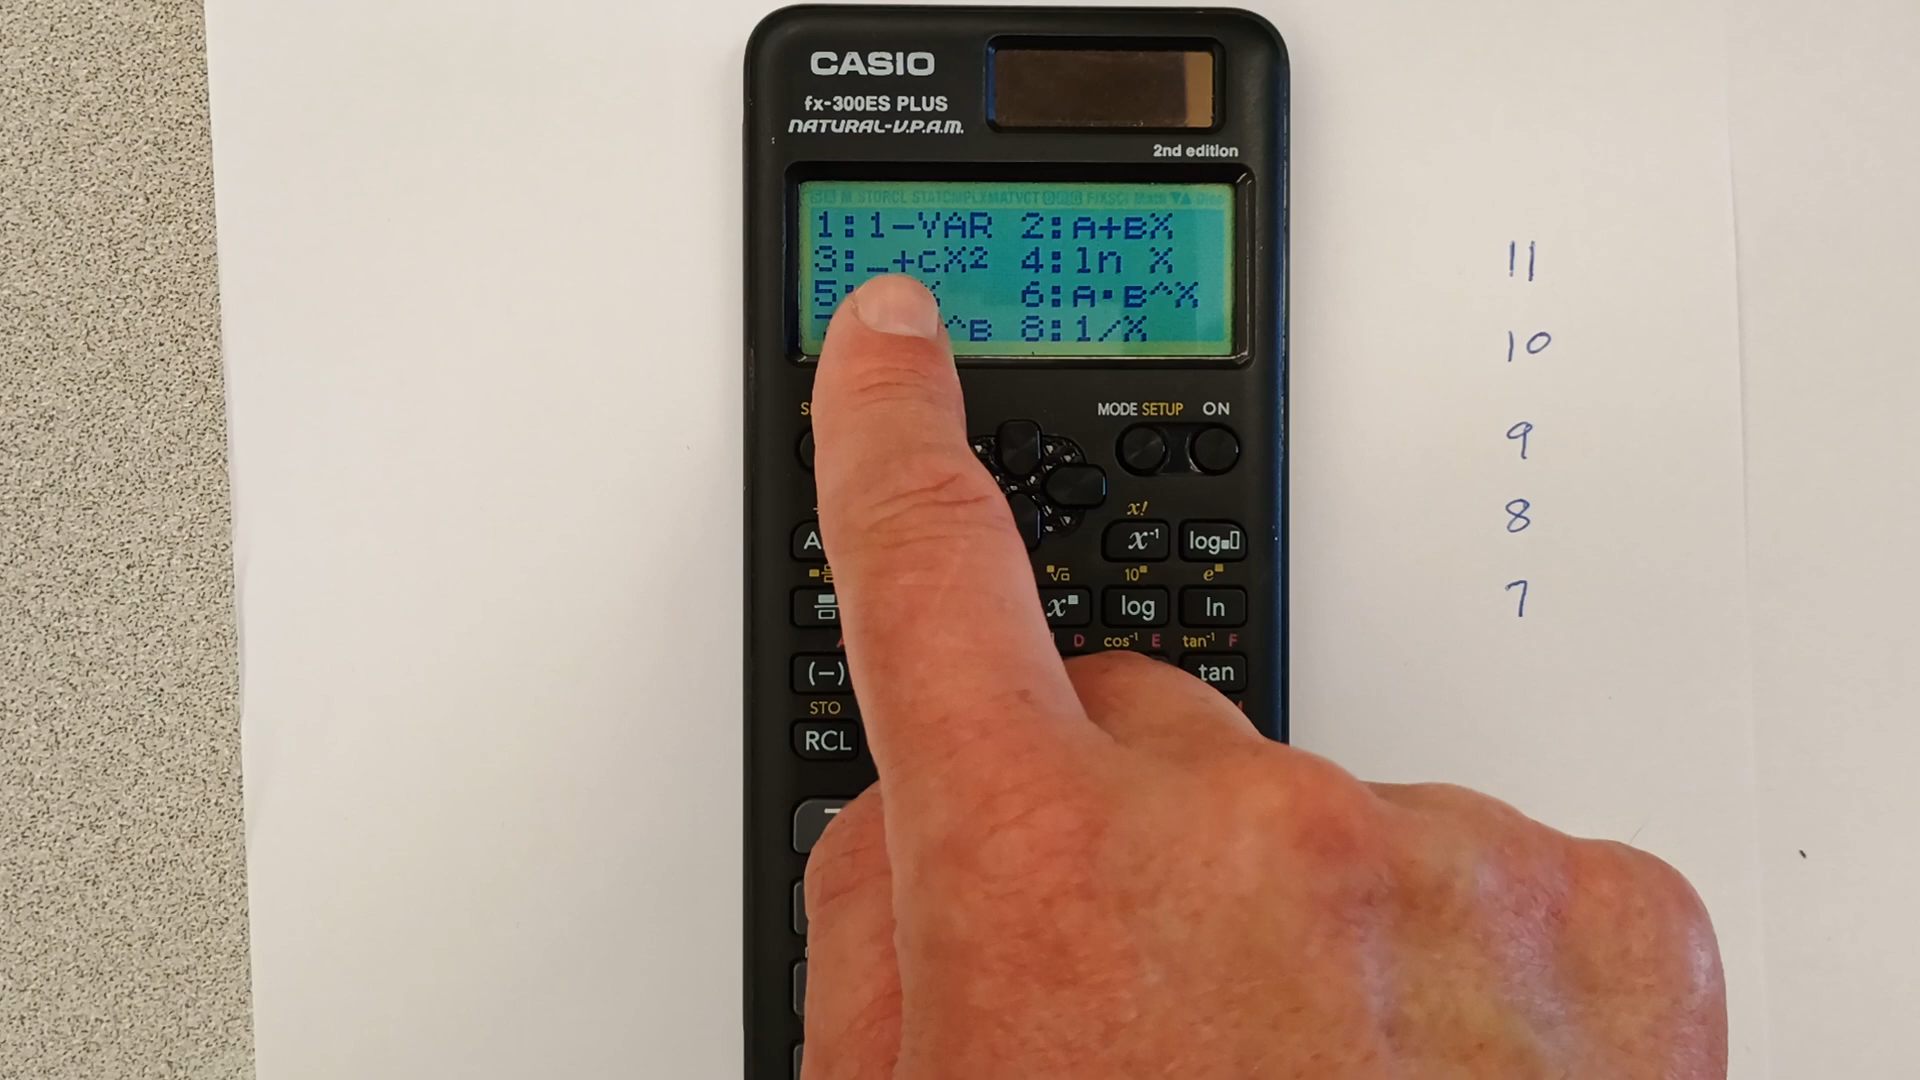 CASIO
fx-300ES PLUS
NATURAL-V.P.A.M.
2nd edition
1:1-VAR 2:A+BX
3:_+cX2 4:ln X
5: X 6:A·B^X
^B 8:1/X
MODE SETUP ON
x!
x⁻¹ log
10 e
x log ln
D cos⁻¹ E tan⁻¹ F
(−) tan
STO
RCL
11
10
9
8
7